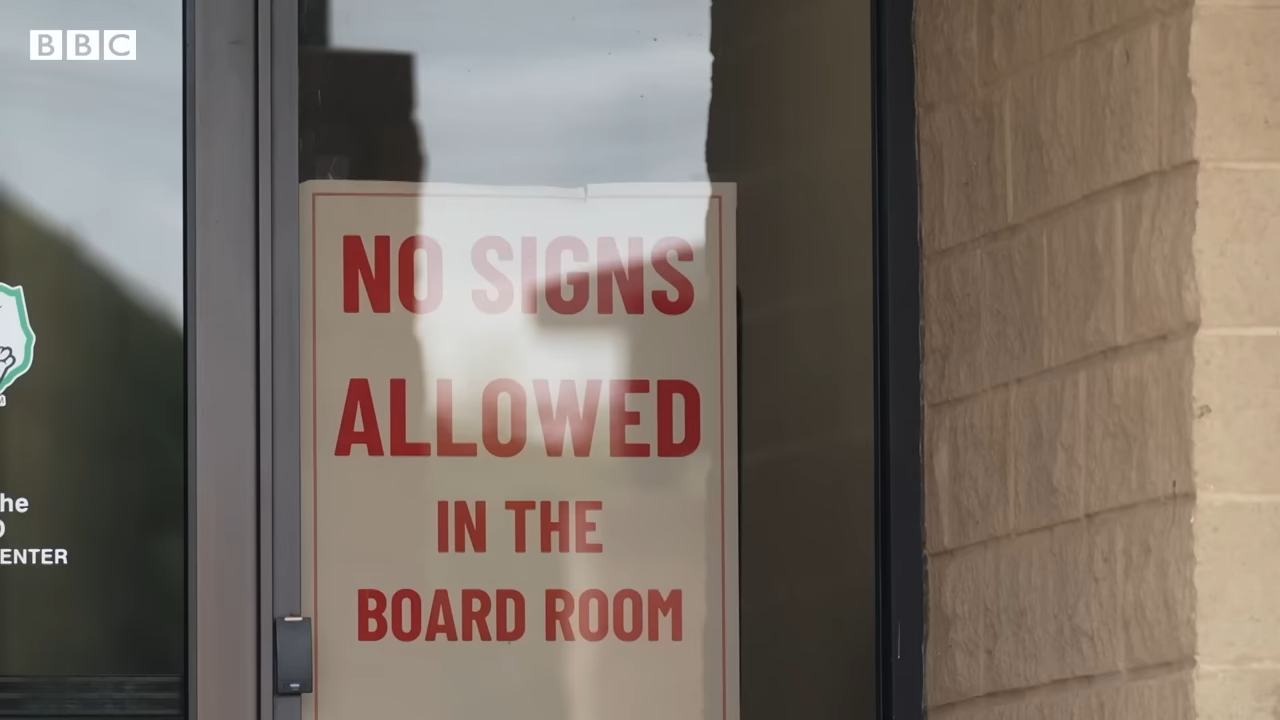 BBC
NO SIGNS
ALLOWED
IN THE
BOARD ROOM
he
ENTER